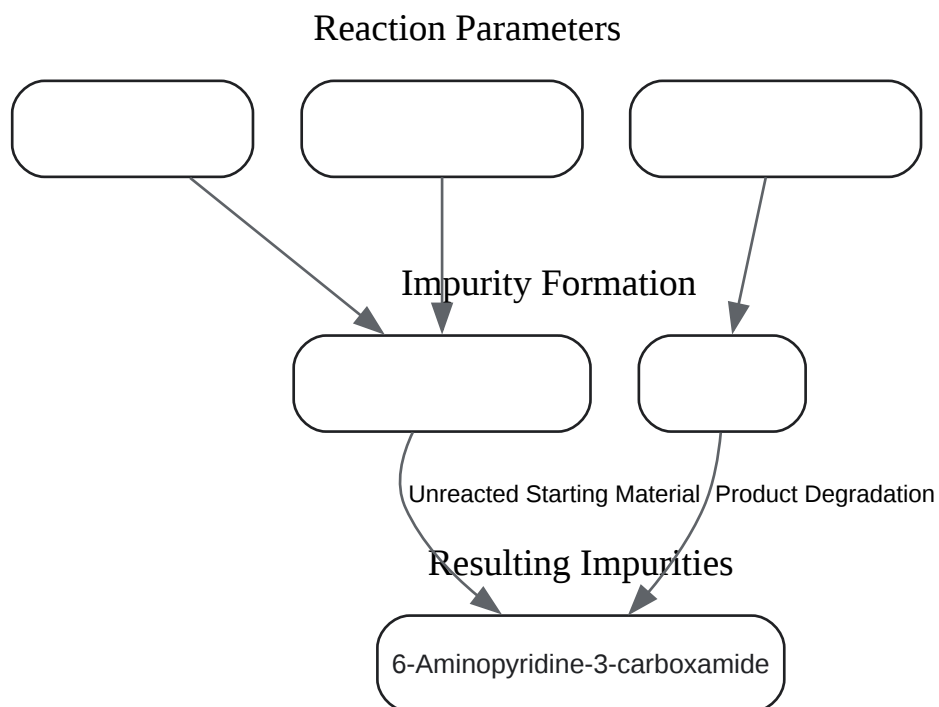 Reaction Parameters
Impurity Formation
Unreacted Starting Material
Product Degradation
Resulting Impurities
6-Aminopyridine-3-carboxamide